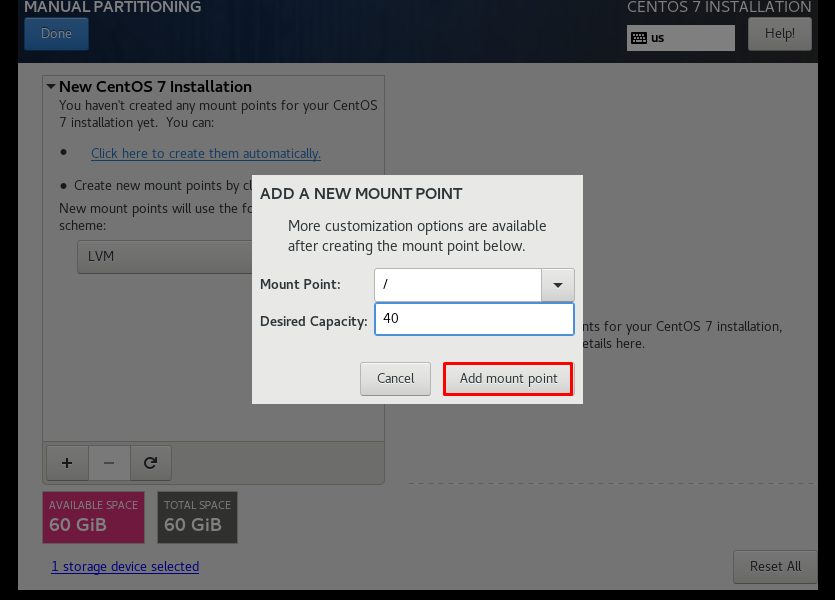 MANUAL PARTITIONING
CENTOS 7 INSTALLATION
Done
us
Help!
New CentOS 7 Installation
You haven't created any mount points for your CentOS
7 installation yet. You can:
• Click here to create them automatically.
• Create new mount points by cl
New mount points will use the fo
scheme:
LVM
ADD A NEW MOUNT POINT
More customization options are available
after creating the mount point below.
Mount Point: /
Desired Capacity: 40
Cancel
Add mount point
nts for your CentOS 7 installation,
etails here.
+ −
AVAILABLE SPACE
60 GiB
TOTAL SPACE
60 GiB
1 storage device selected
Reset All